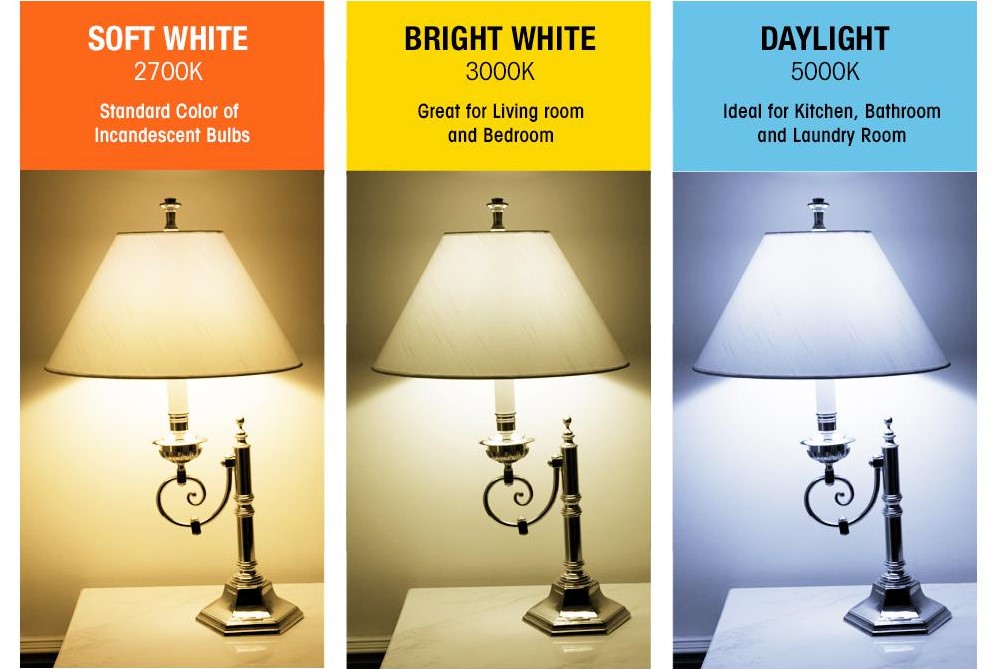 SOFT WHITE
2700K
Standard Color of
Incandescent Bulbs
BRIGHT WHITE
3000K
Great for Living room
and Bedroom
DAYLIGHT
5000K
Ideal for Kitchen, Bathroom
and Laundry Room